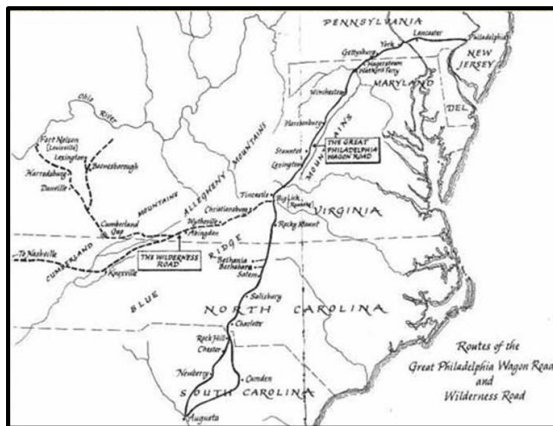 PENNSYLVANIA
Lancaster
Philadelphia
York
Gettysburg
NEW
JERSEY
Hagerstown
MARYLAND
DEL.
Winchester
Ohio
River
Fort Nelson
(Louisville)
Lexington
Boonesborough
Harrodsburg
Danville
Harrisonburg
Staunton
THE GREAT
PHILADELPHIA
WAGON ROAD
Lexington
MOUNTAINS
ALLEGHENY MOUNTAINS
Fincastle
Big Lick
(Roanoke)
VIRGINIA
Christiansburg
MOUNTAINS
Wytheville
Abingdon
Cumberland
Gap
CUMBERLAND
Rocky Mount
To Nashville
Knoxville
THE WILDERNESS
ROAD
BLUE
RIDGE
Bethania
Bethabara
Salem
Salisbury
NORTH CAROLINA
Charlotte
Rock Hill
Chester
Newberry
Camden
SOUTH CAROLINA
Augusta
Routes of the
Great Philadelphia Wagon Road
and
Wilderness Road